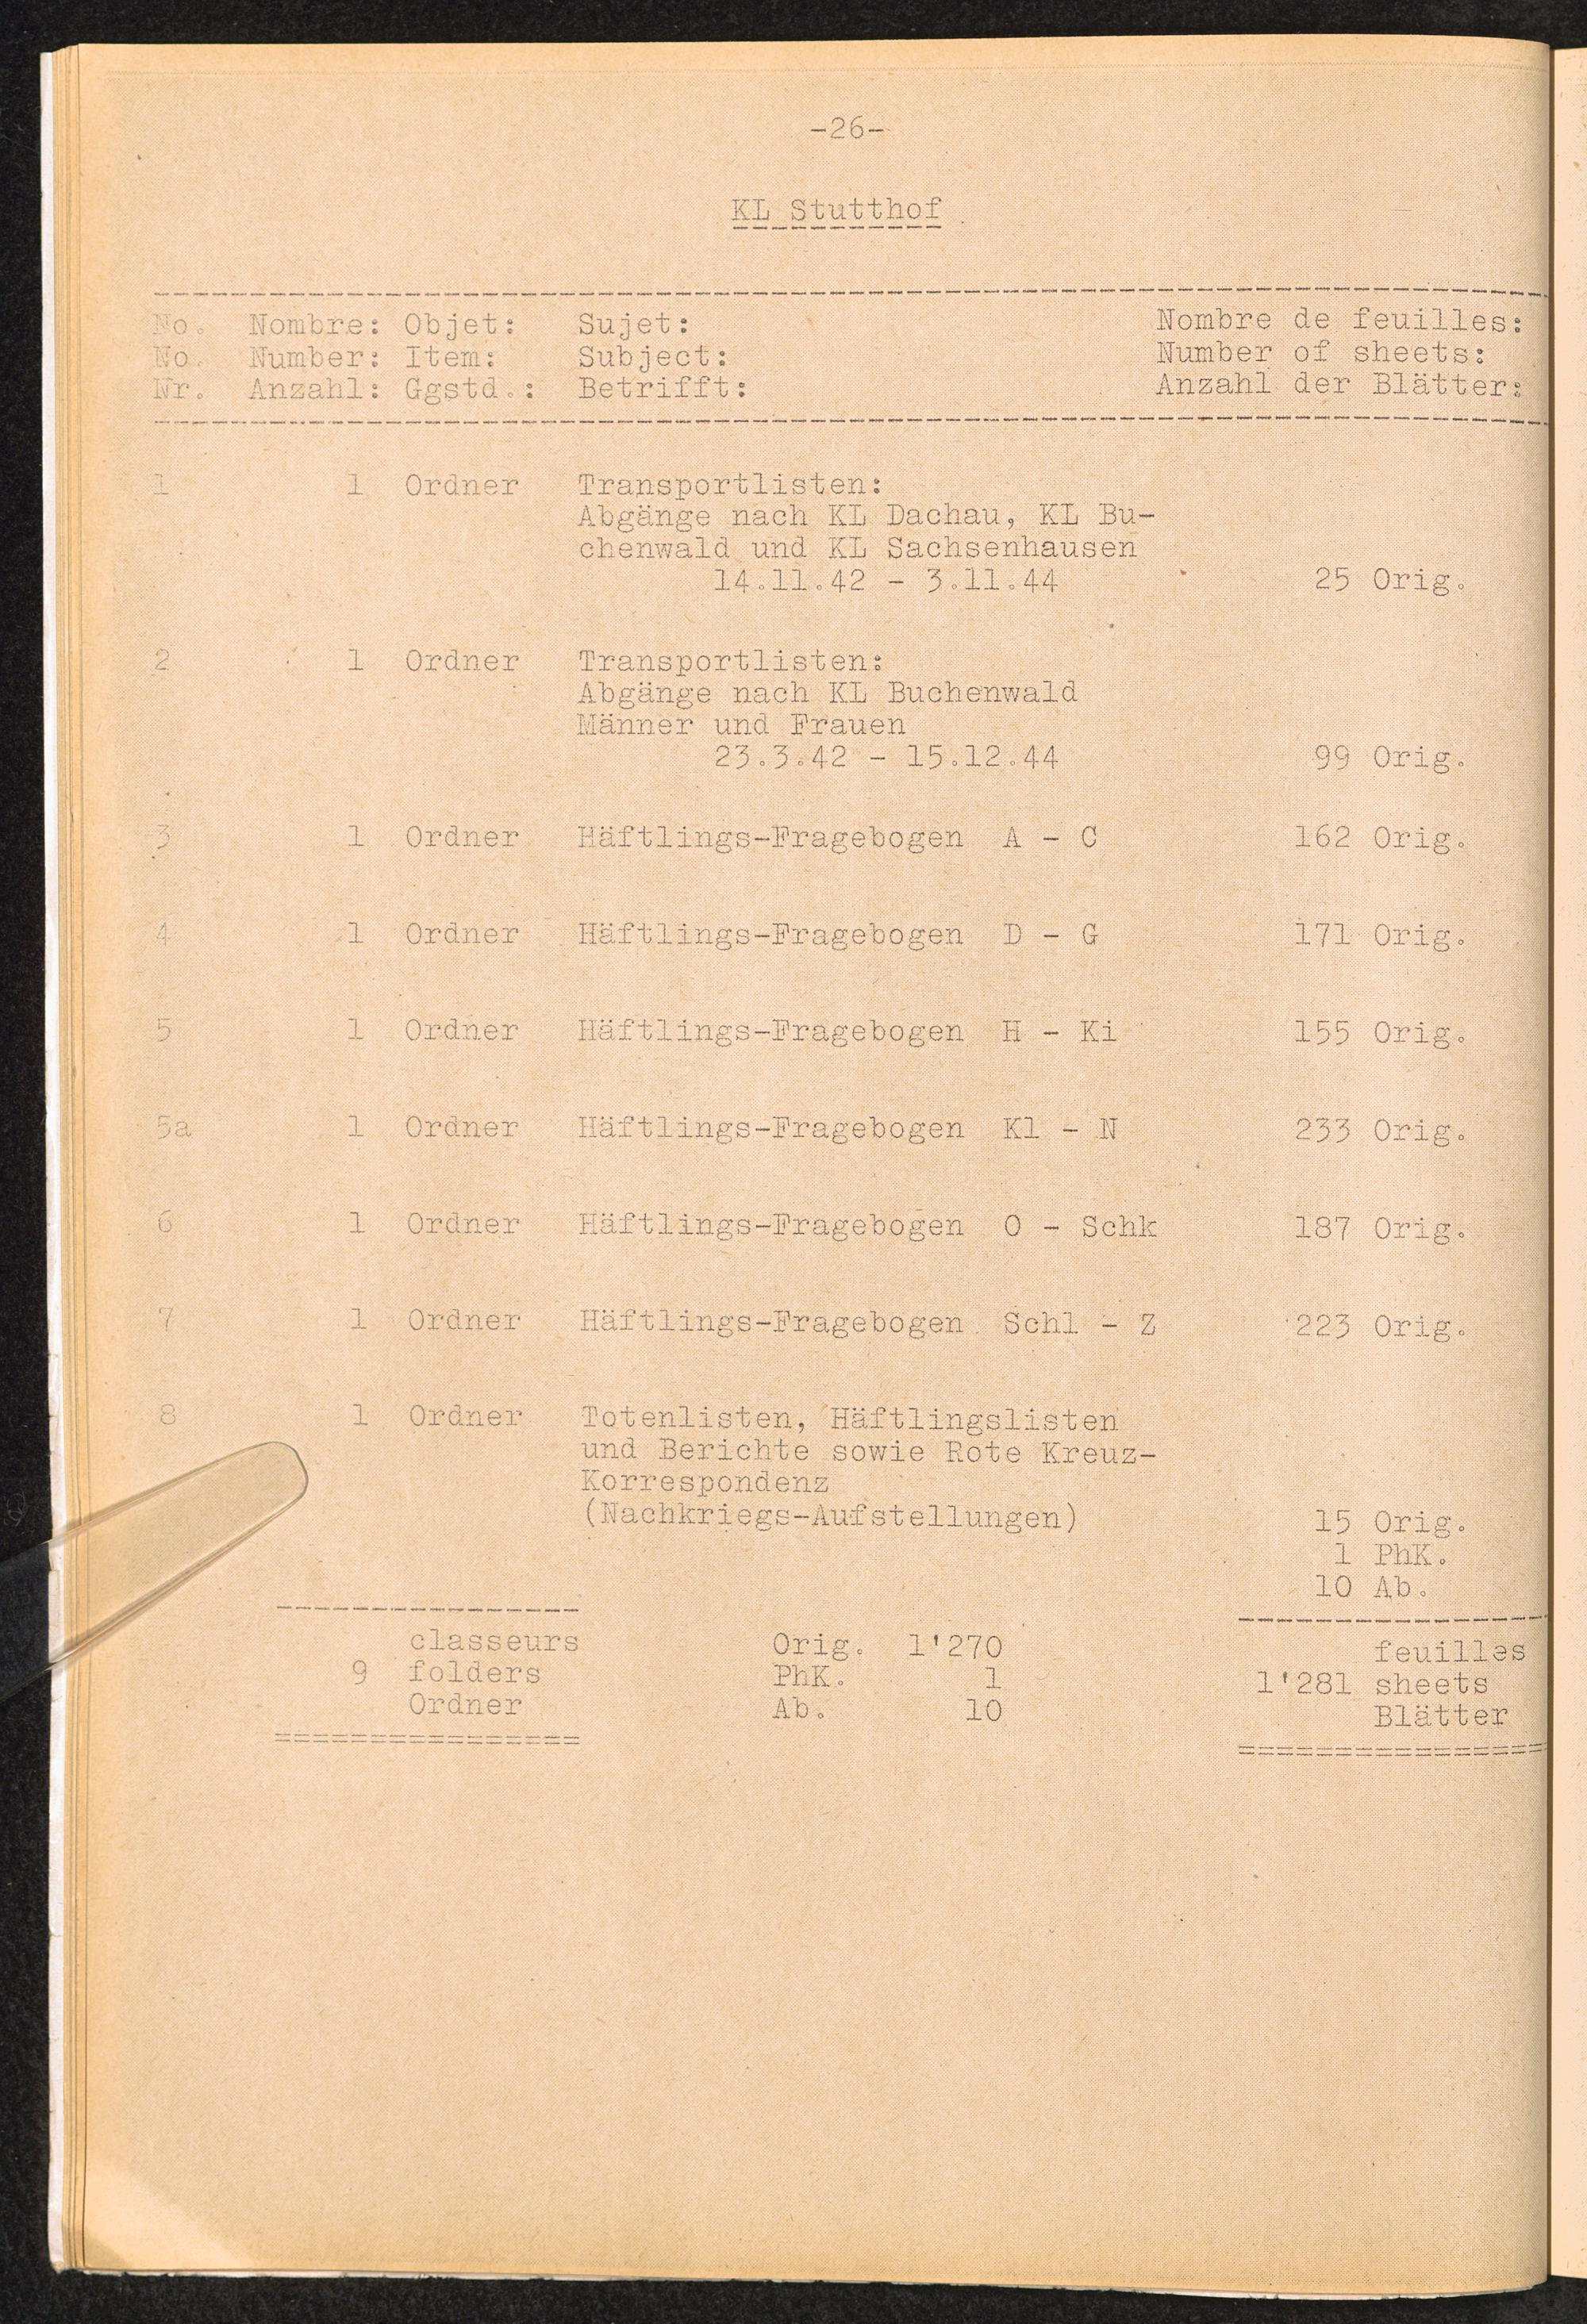 -26-
KL Stutthof
No. Nombre: Objet: Sujet: Nombre de feuilles:
No. Number: Item: Subject: Number of sheets:
Nr. Anzahl: Ggstd.: Betrifft: Anzahl der Blätter:
1 1 Ordner Transportlisten:
Abgänge nach KL Dachau, KL Bu-
chenwald und KL Sachsenhausen
14.11.42 - 3.11.44 25 Orig.
2 1 Ordner Transportlisten:
Abgänge nach KL Buchenwald
Männer und Frauen
23.3.42 - 15.12.44 99 Orig.
3 1 Ordner Häftlings-Fragebogen A - C 162 Orig.
4 1 Ordner Häftlings-Fragebogen D - G 171 Orig.
5 1 Ordner Häftlings-Fragebogen H - Ki 155 Orig.
5a 1 Ordner Häftlings-Fragebogen Kl - N 233 Orig.
6 1 Ordner Häftlings-Fragebogen O - Schk 187 Orig.
7 1 Ordner Häftlings-Fragebogen Schl - Z 223 Orig.
8 1 Ordner Totenlisten, Häftlingslisten
und Berichte sowie Rote Kreuz-
Korrespondenz
(Nachkriegs-Aufstellungen) 15 Orig.
1 PhK.
10 Ab.
classeurs Orig. 1'270 feuilles
9 folders PhK. 1 1'281 sheets
Ordner Ab. 10 Blätter